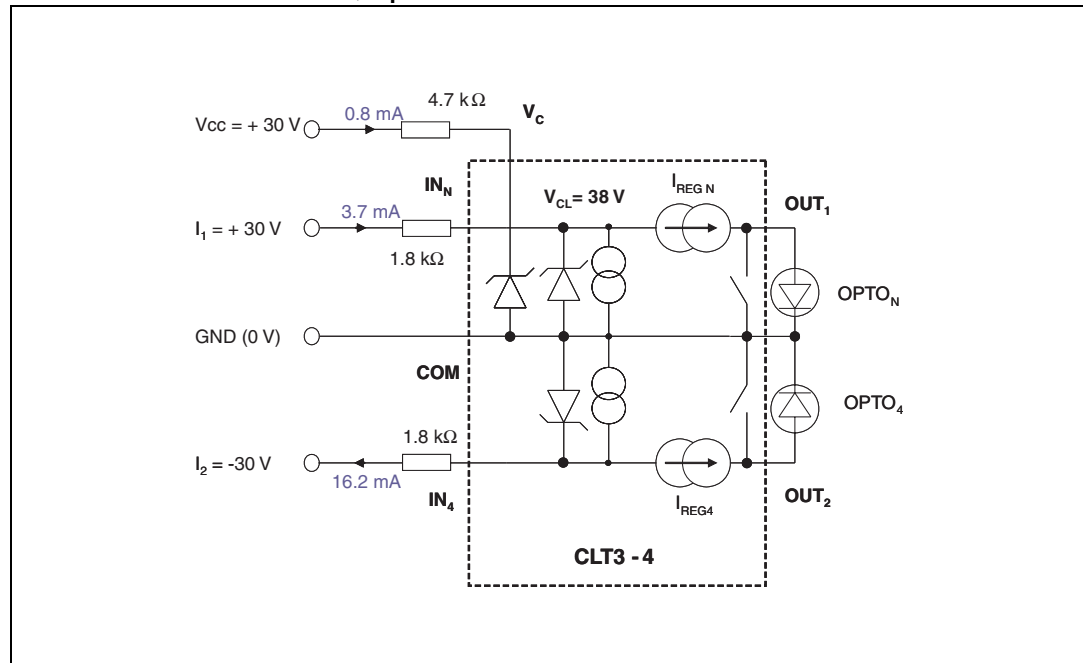 4.7 kΩ
0.8 mA
V_C
Vcc = + 30 V
IN_N
V_CL= 38 V
I_REG N
OUT_1
3.7 mA
I_1 = + 30 V
1.8 kΩ
OPTO_N
GND (0 V)
COM
OPTO_4
1.8 kΩ
I_2 = -30 V
16.2 mA
IN_4
I_REG4
OUT_2
CLT3 - 4